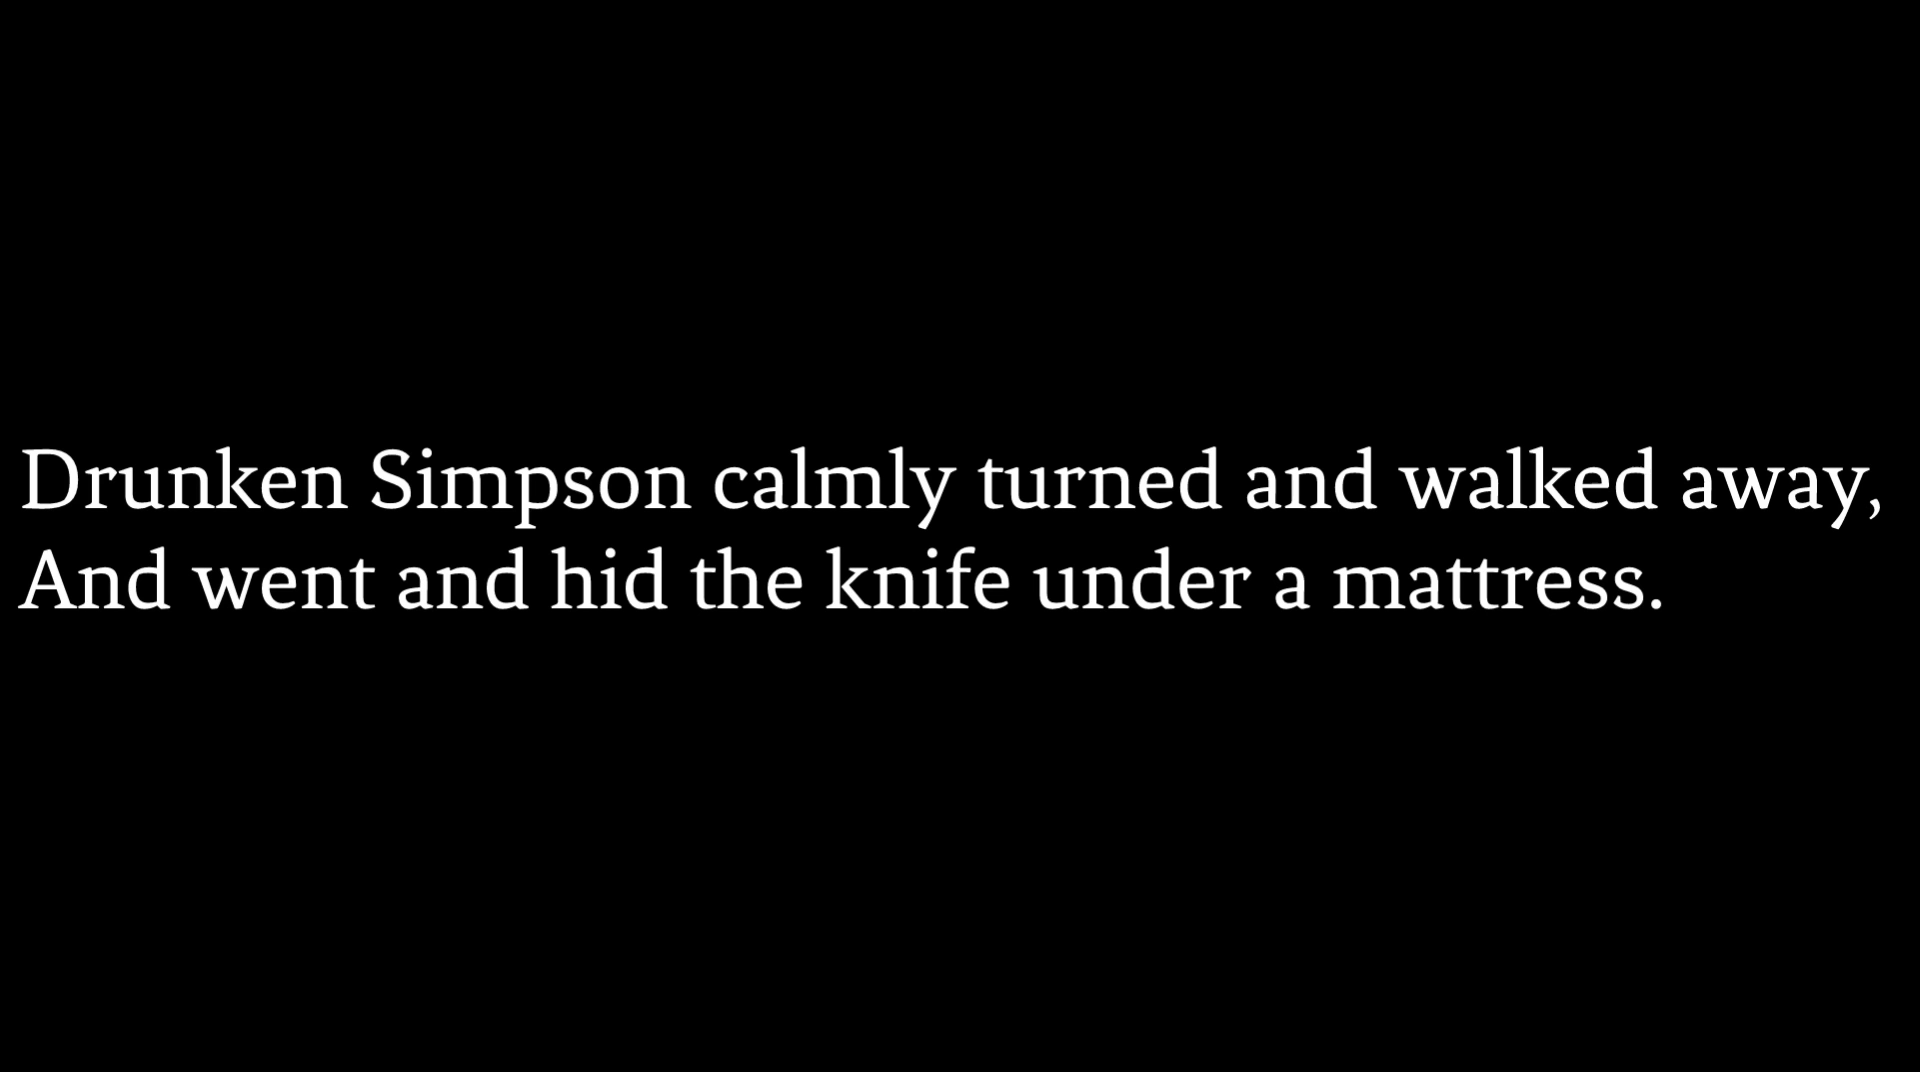 Drunken Simpson calmly turned and walked away,
And went and hid the knife under a mattress.